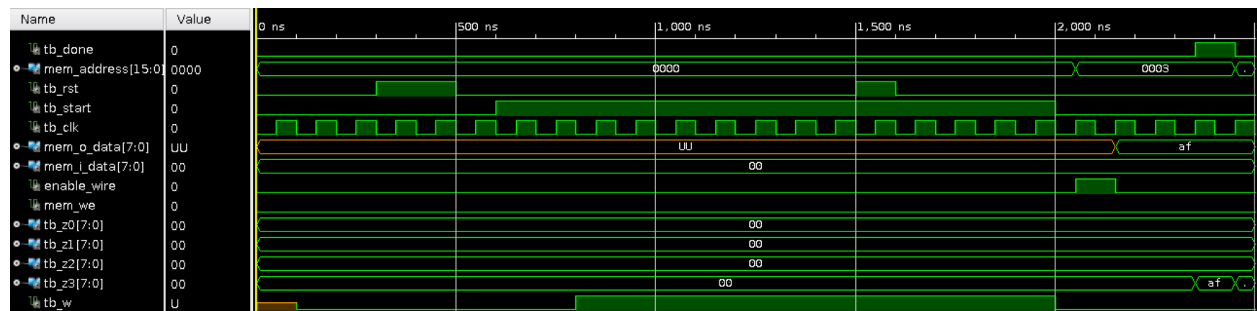 Name Value 0 ns 500 ns 1,000 ns 1,500 ns 2,000 ns
tb_done 0
mem_address[15:0] 0000 0000 0003 .
tb_rst 0
tb_start 0
tb_clk 0
mem_o_data[7:0] UU UU af
mem_i_data[7:0] 00 00
enable_wire 0
mem_we 0
tb_z0[7:0] 00 00
tb_z1[7:0] 00 00
tb_z2[7:0] 00 00
tb_z3[7:0] 00 00 af .
tb_w U